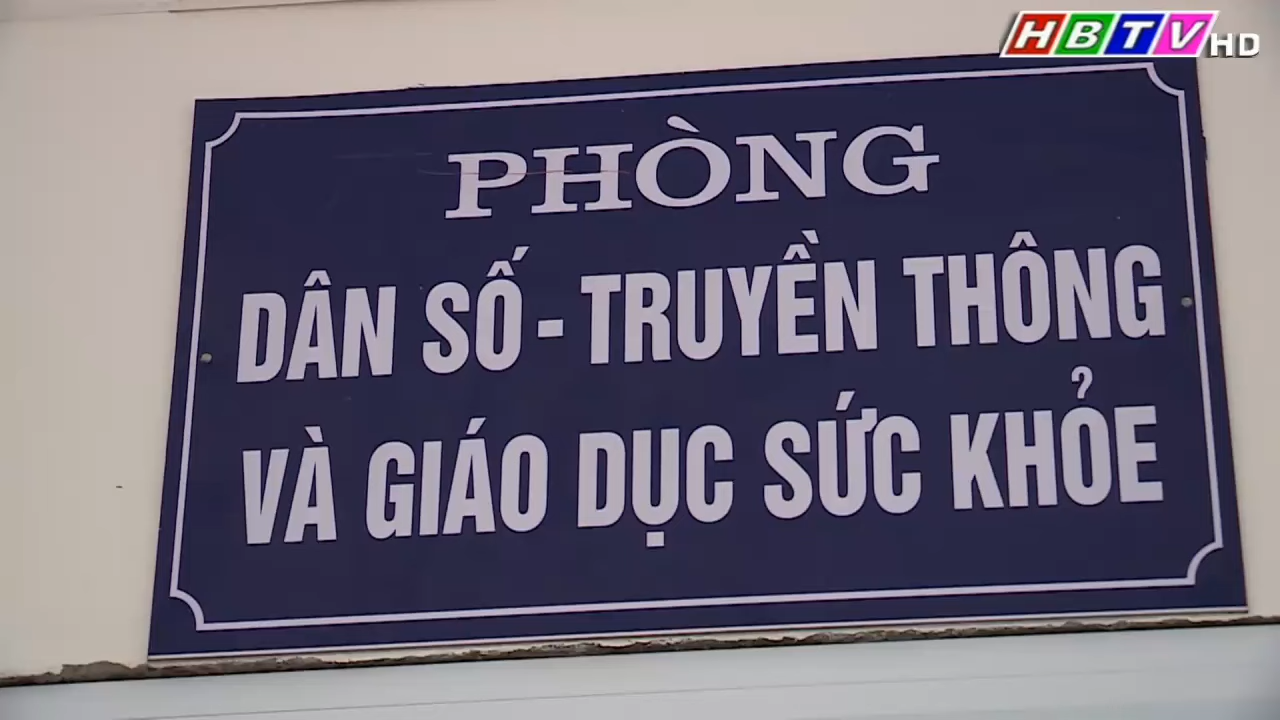 HBTV HD
PHÒNG
DÂN SỐ - TRUYỀN THÔNG
VÀ GIÁO DỤC SỨC KHỎE